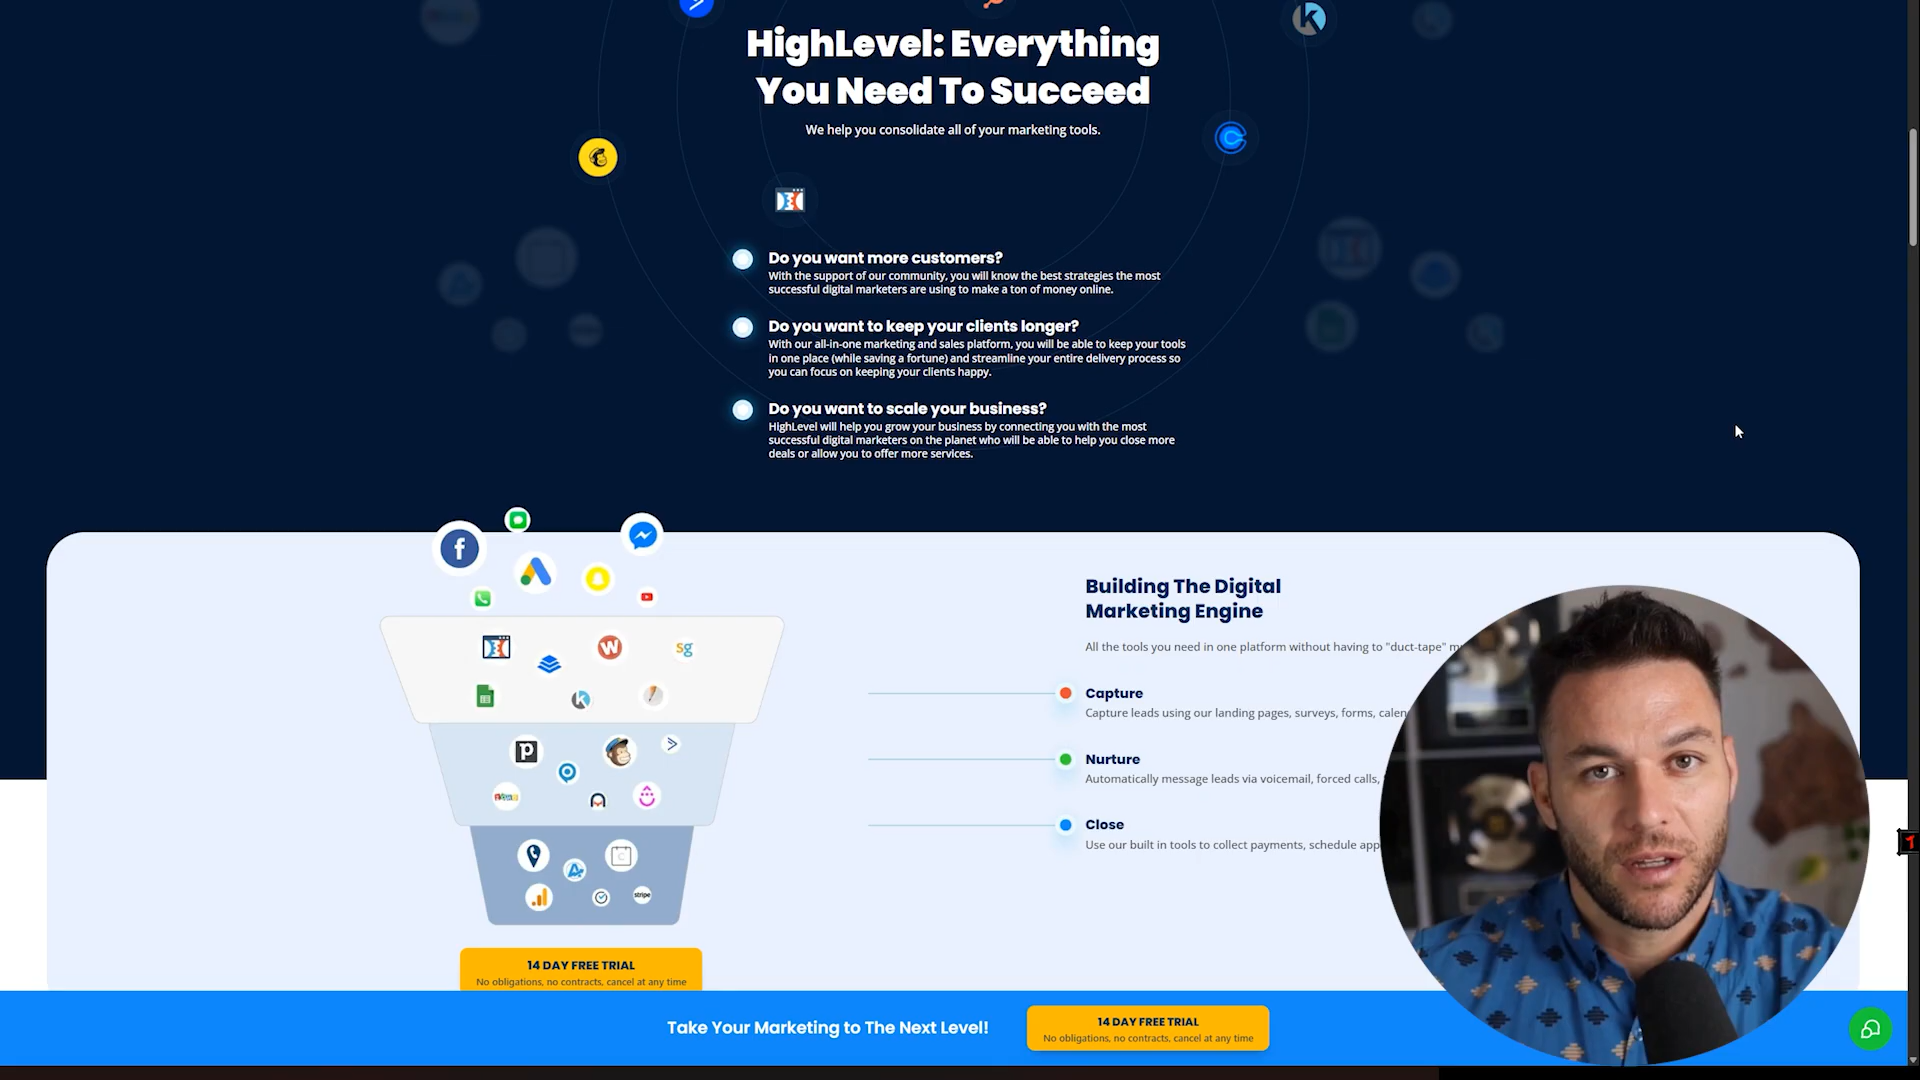 HighLevel: Everything
You Need To Succeed
We help you consolidate all of your marketing tools.
Do you want more customers?
With the support of our community, you will know the best strategies the most
successful digital marketers are using to make a ton of money online.
Do you want to keep your clients longer?
With our all-in-one marketing and sales platform, you will be able to keep your tools
in one place (while saving a fortune) and streamline your entire delivery process so
you can focus on keeping your clients happy.
Do you want to scale your business?
HighLevel will help you grow your business by connecting you with the most
successful digital marketers on the planet who will be able to help you close more
deals or allow you to offer more services.
sg
stripe
14 DAY FREE TRIAL
No obligations, no contracts, cancel at any time
Building The Digital
Marketing Engine
All the tools you need in one platform without having to "duct-tape"
Capture
Capture leads using our landing pages, surveys, forms,
Nurture
Automatically message leads via voicemail, forced calls,
Close
Use our built in tools to collect payments, schedule
Take Your Marketing to The Next Level!
14 DAY FREE TRIAL
No obligations, no contracts, cancel at any time